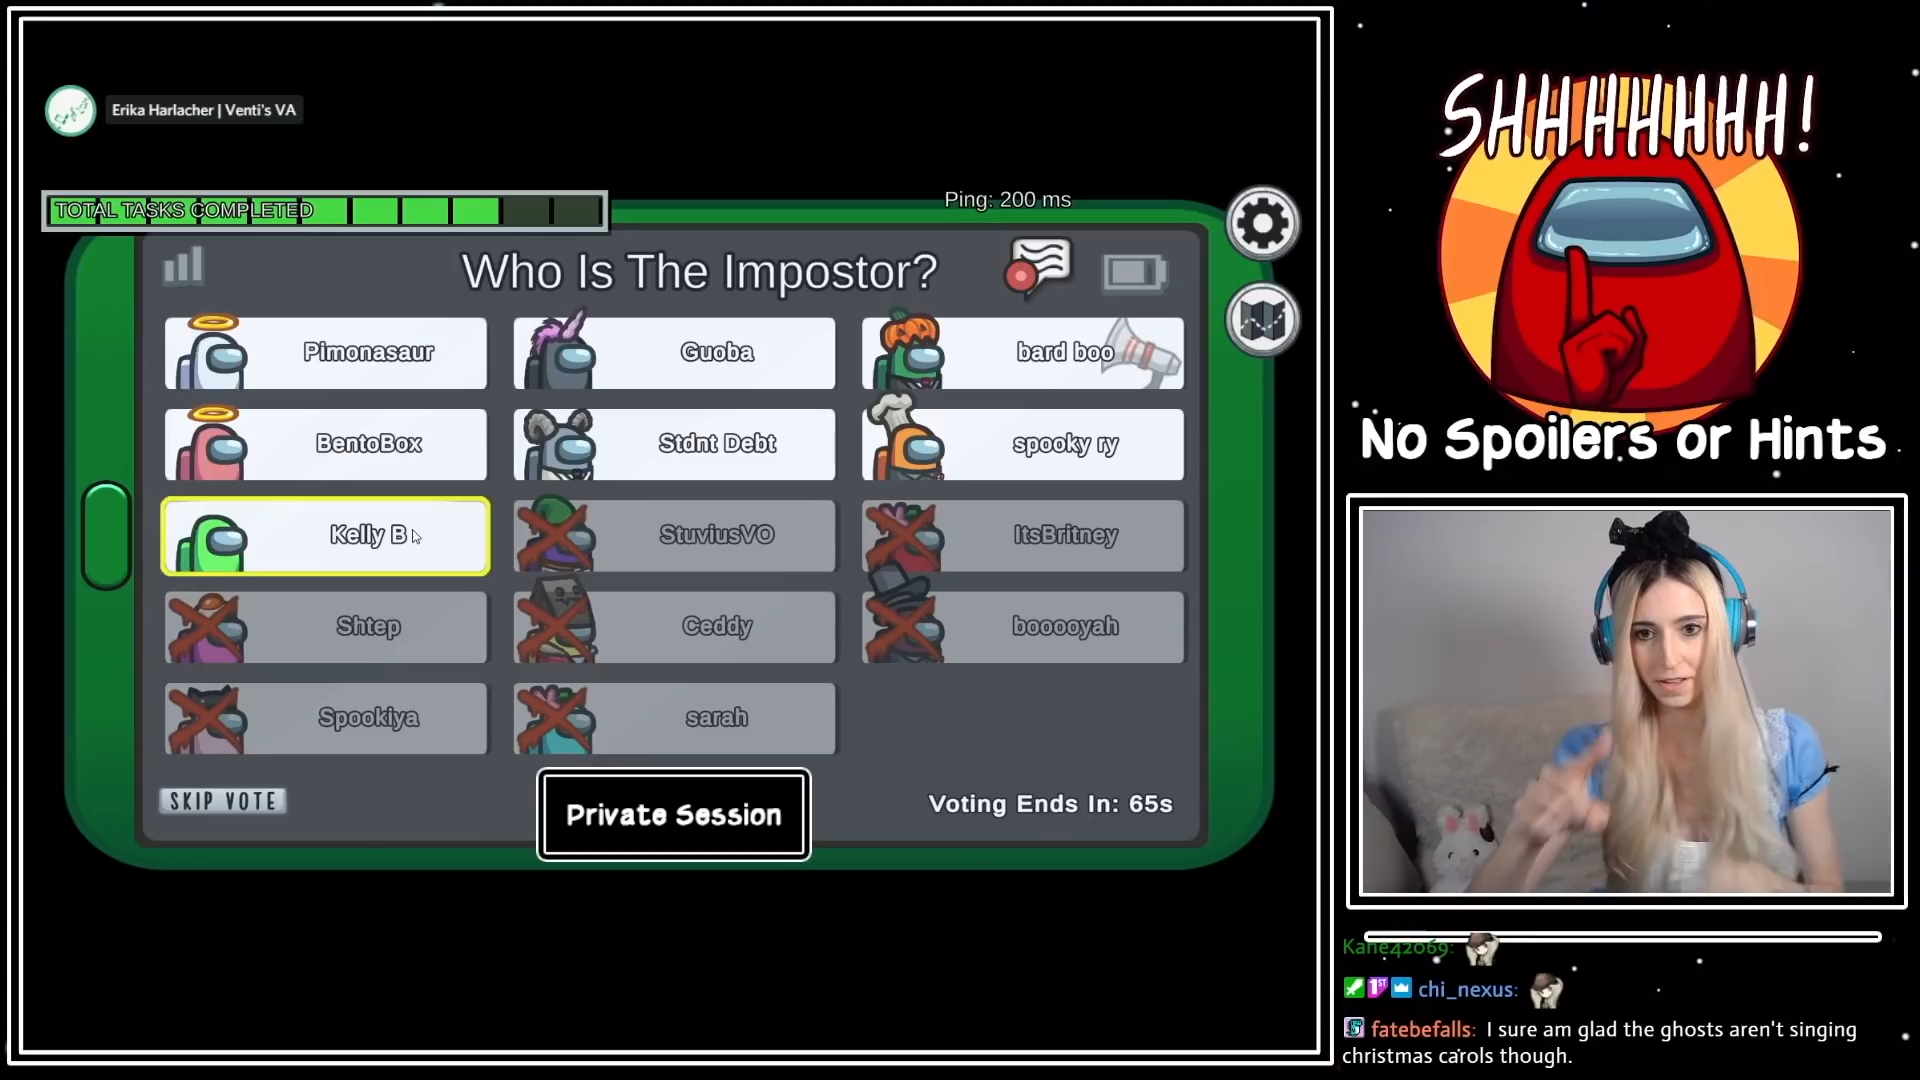 Erika Harlacher | Venti's VA
TOTAL TASKS COMPLETED
Ping: 200 ms
Who Is The Impostor?
Pimonasaur
Guoba
bard boo
BentoBox
Stdnt Debt
spooky ry
Kelly B
StuviusVO
ItsBritney
Shtep
Ceddy
booooyah
Spookiya
sarah
SKIP VOTE
Private Session
Voting Ends In: 65s
SHHHHHHH!
No Spoilers or Hints
Kane42069:
1ST chi_nexus:
fatebefalls: I sure am glad the ghosts aren't singing
christmas carols though.